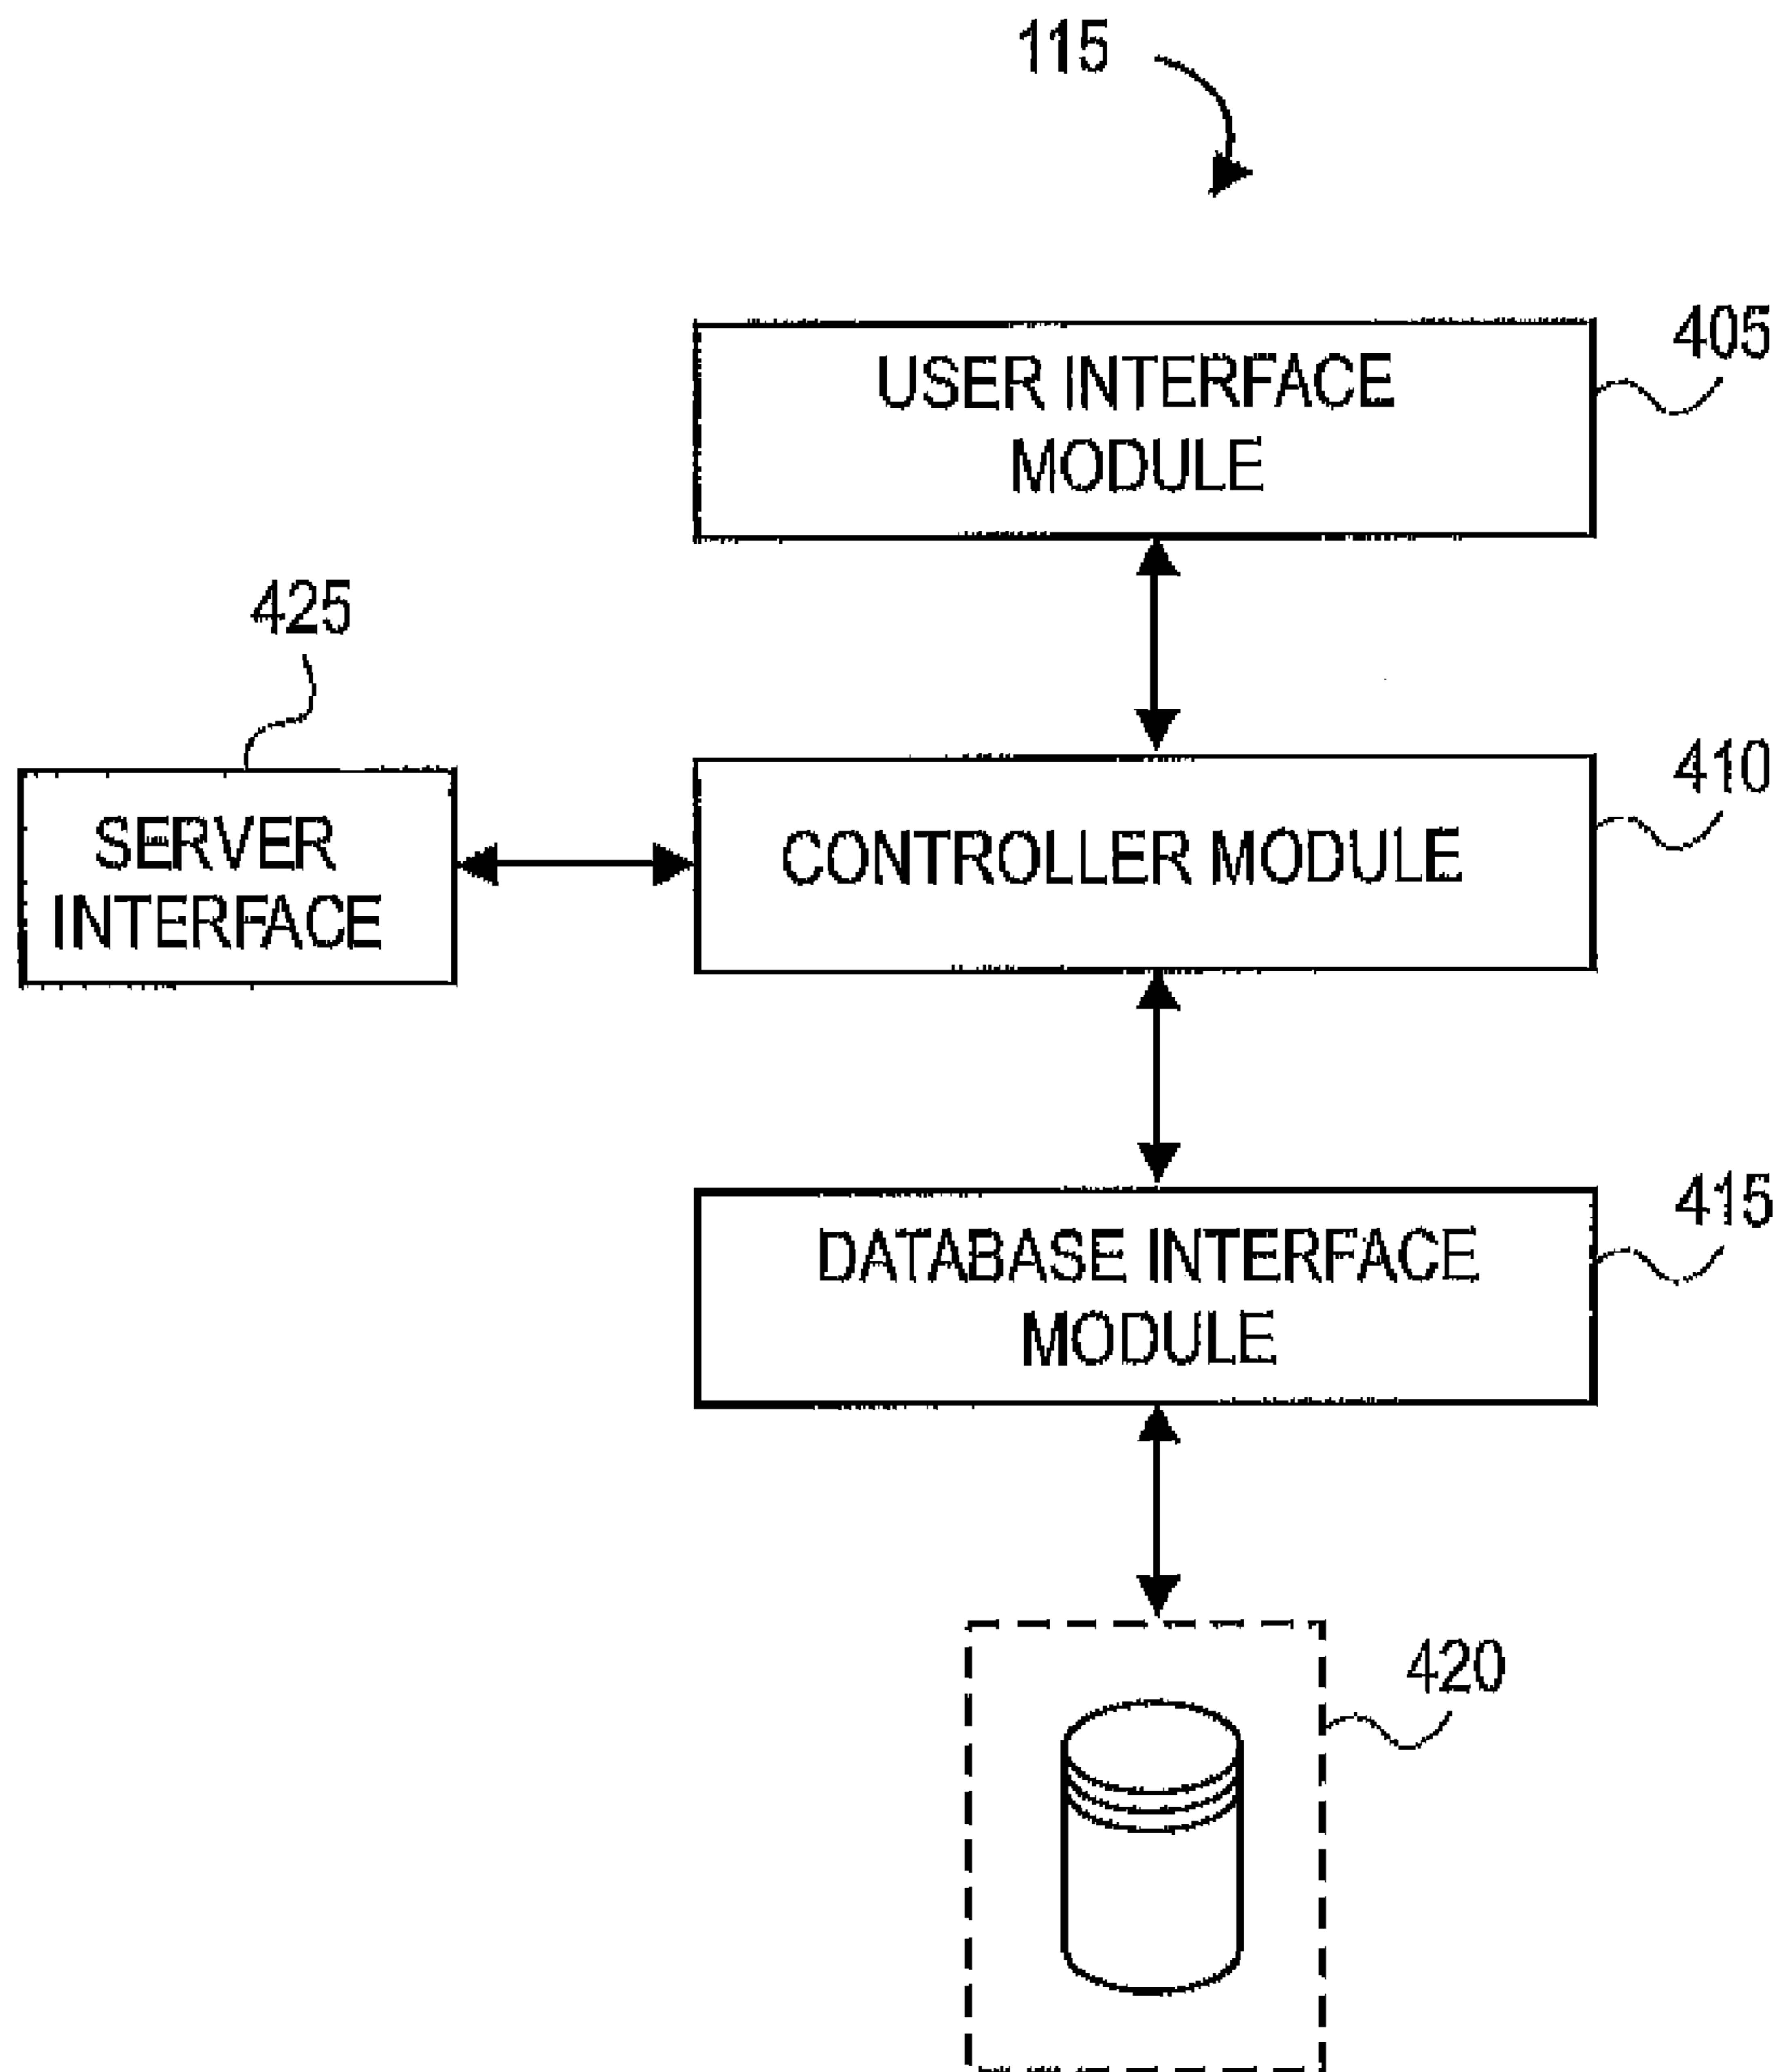 115
405
USER INTERFACE
MODULE
425
410
SERVER
INTERFACE
CONTROLLER MODULE
415
DATABASE INTERFACE
MODULE
420